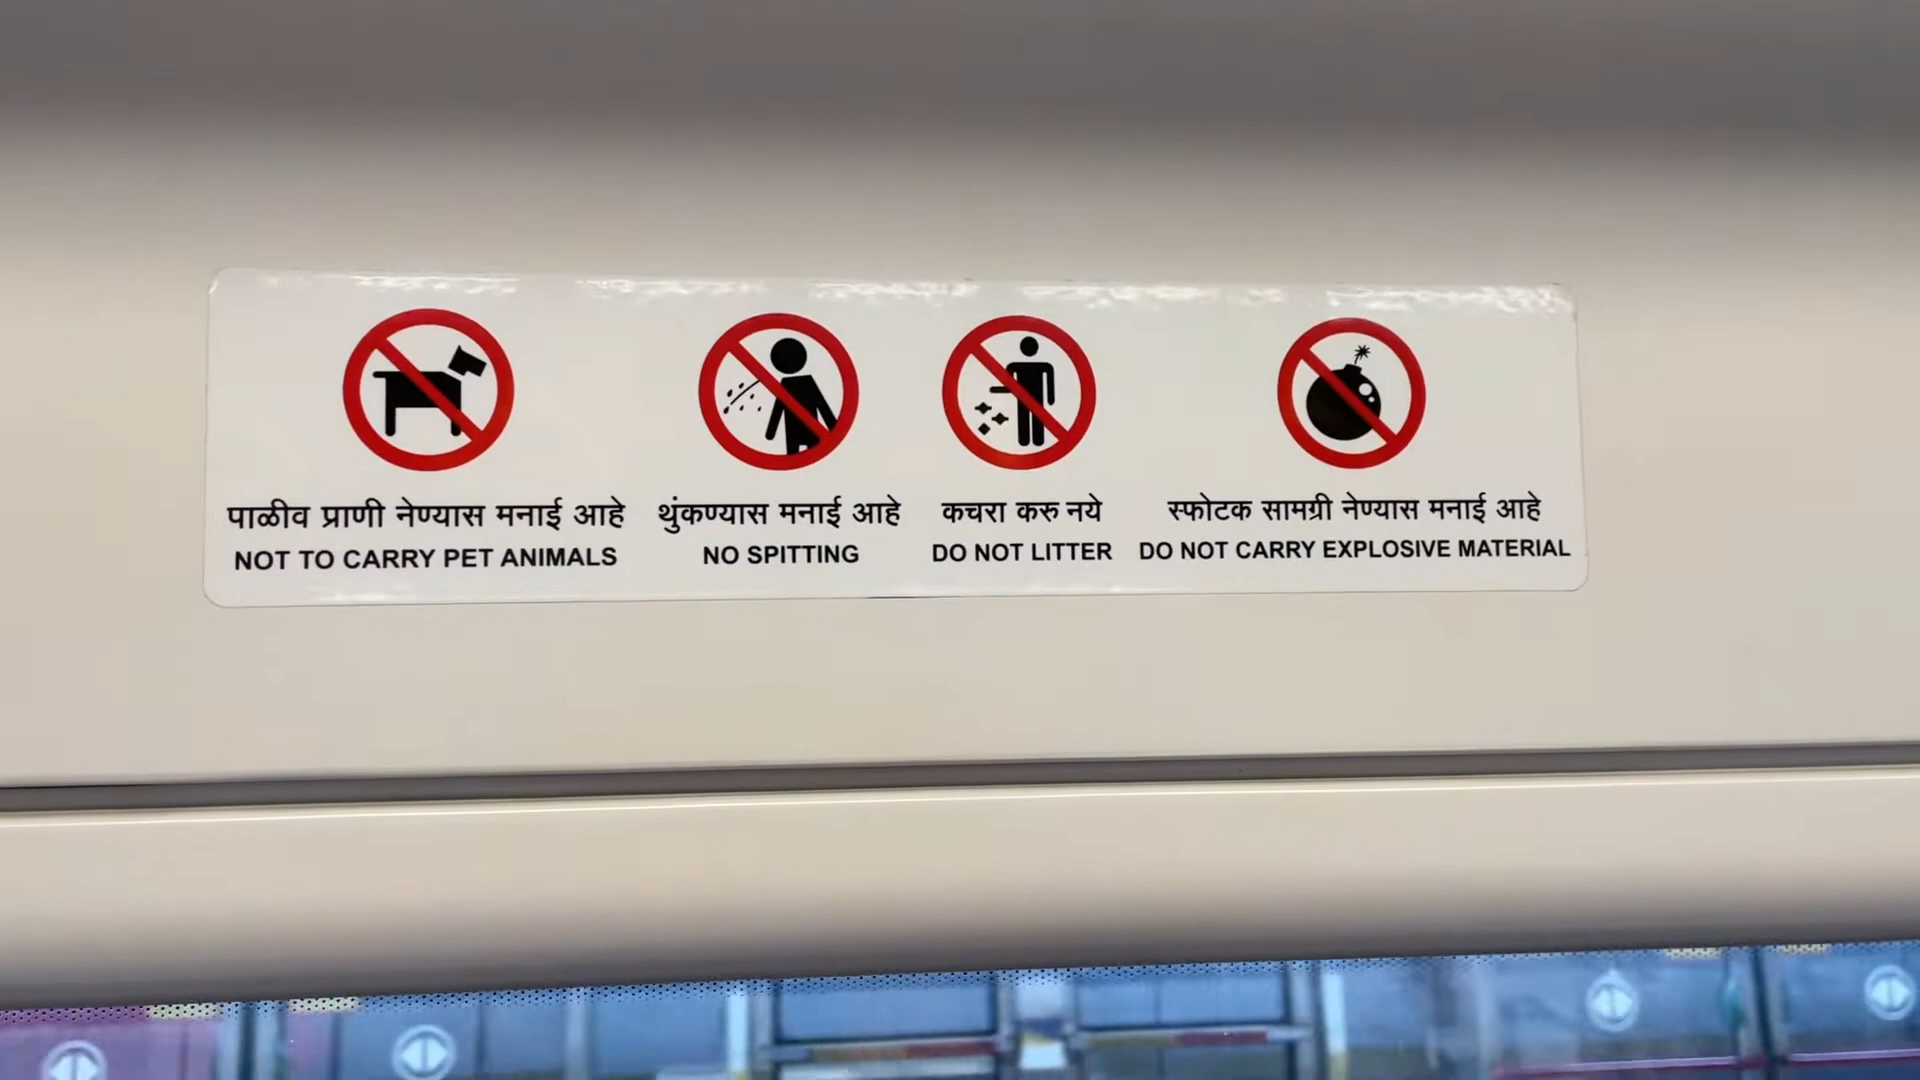 पाळीव प्राणी नेण्यास मनाई आहे
NOT TO CARRY PET ANIMALS
थुंकण्यास मनाई आहे
NO SPITTING
कचरा करु नये
DO NOT LITTER
स्फोटक सामग्री नेण्यास मनाई आहे
DO NOT CARRY EXPLOSIVE MATERIAL